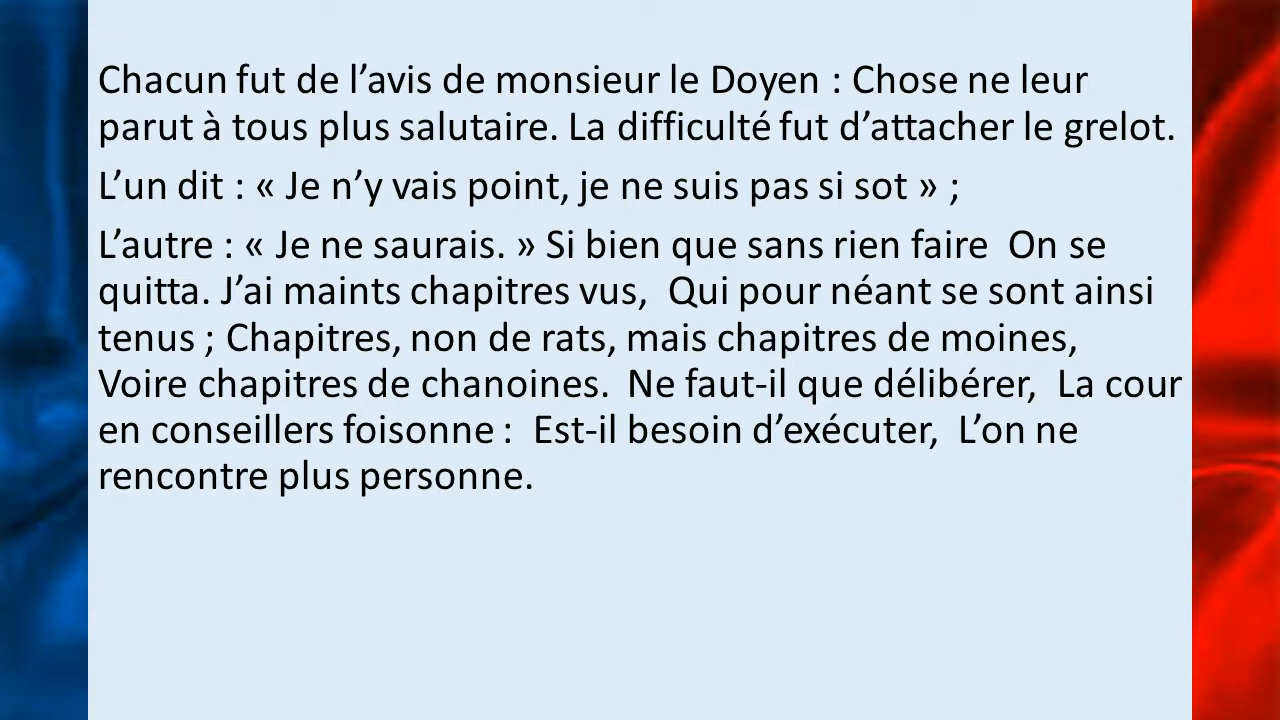 Chacun fut de l’avis de monsieur le Doyen : Chose ne leur
parut à tous plus salutaire. La difficulté fut d’attacher le grelot.
L’un dit : « Je n’y vais point, je ne suis pas si sot » ;
L’autre : « Je ne saurais. » Si bien que sans rien faire  On se
quitta. J’ai maints chapitres vus,  Qui pour néant se sont ainsi
tenus ; Chapitres, non de rats, mais chapitres de moines,
Voire chapitres de chanoines.  Ne faut-il que délibérer,  La cour
en conseillers foisonne :  Est-il besoin d’exécuter,  L’on ne
rencontre plus personne.